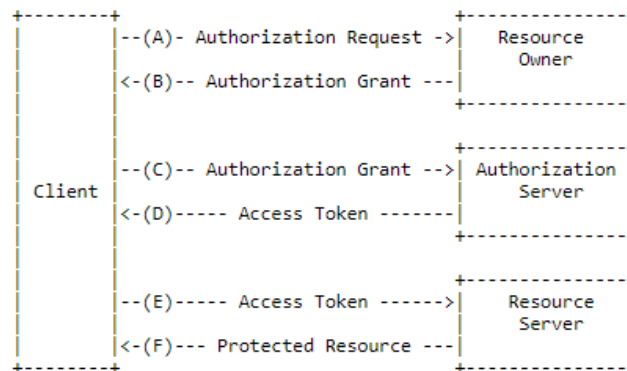 +--------+                               +---------------
|        |--(A)- Authorization Request ->|   Resource
|        |                               |     Owner
|        |<-(B)-- Authorization Grant ---|
|        |                               +---------------
|        |
|        |                               +---------------
|        |--(C)-- Authorization Grant -->| Authorization
| Client |                               |     Server
|        |<-(D)----- Access Token -------|
|        |                               +---------------
|        |
|        |                               +---------------
|        |--(E)----- Access Token ------>|    Resource
|        |                               |     Server
|        |<-(F)--- Protected Resource ---|
+--------+                               +---------------